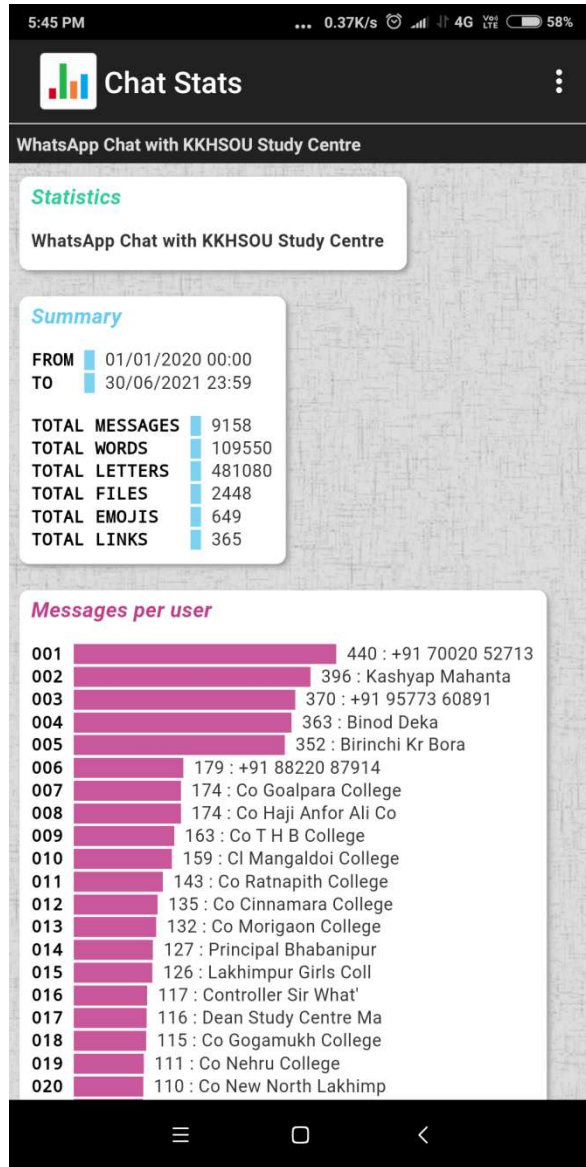 5:45 PM ... 0.37K/s 4G VoLTE 58%
Chat Stats
WhatsApp Chat with KKHSOU Study Centre
Statistics
WhatsApp Chat with KKHSOU Study Centre
Summary
FROM 01/01/2020 00:00
TO 30/06/2021 23:59
TOTAL MESSAGES 9158
TOTAL WORDS 109550
TOTAL LETTERS 481080
TOTAL FILES 2448
TOTAL EMOJIS 649
TOTAL LINKS 365
Messages per user
001 440 : +91 70020 52713
002 396 : Kashyap Mahanta
003 370 : +91 95773 60891
004 363 : Binod Deka
005 352 : Birinchi Kr Bora
006 179 : +91 88220 87914
007 174 : Co Goalpara College
008 174 : Co Haji Anfor Ali Co
009 163 : Co T H B College
010 159 : Cl Mangaldoi College
011 143 : Co Ratnapith College
012 135 : Co Cinnamara College
013 132 : Co Morigaon College
014 127 : Principal Bhabanipur
015 126 : Lakhimpur Girls Coll
016 117 : Controller Sir What'
017 116 : Dean Study Centre Ma
018 115 : Co Gogamukh College
019 111 : Co Nehru College
020 110 : Co New North Lakhimp